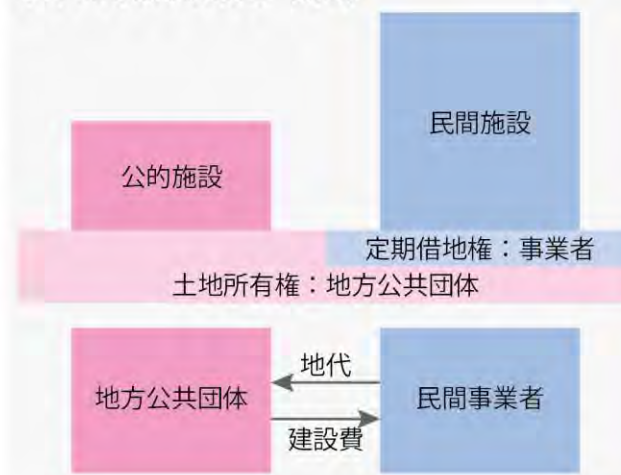 民間施設
公的施設
定期借地権：事業者
土地所有権：地方公共団体
地代
地方公共団体
民間事業者
建設費